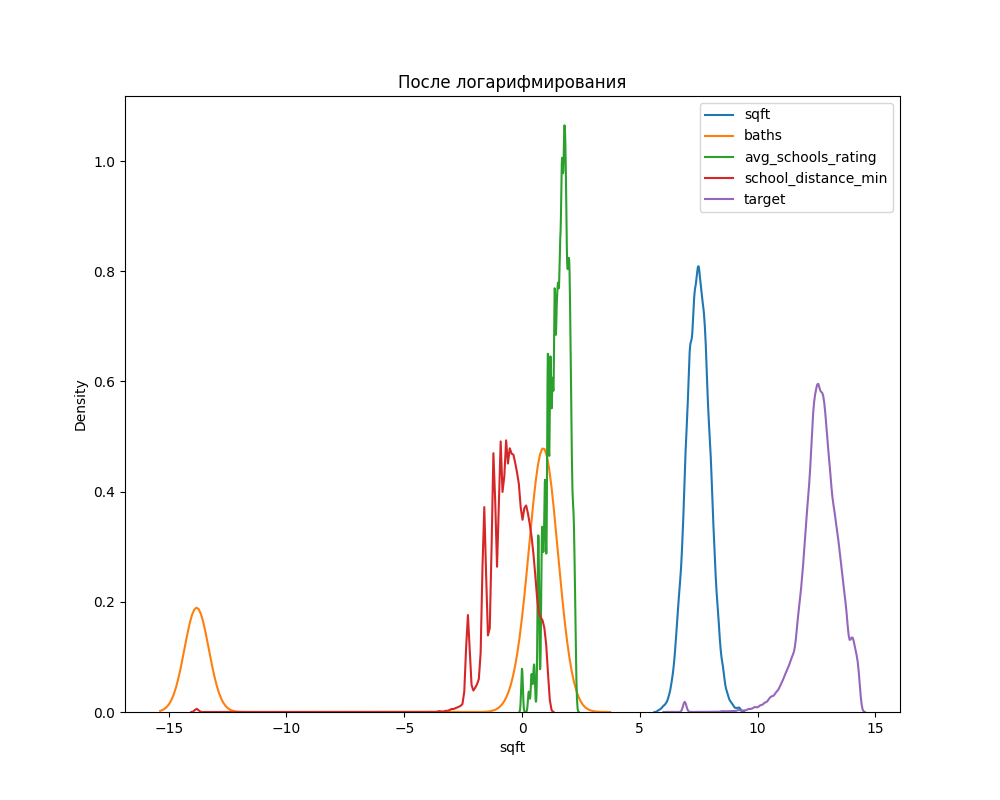 После логарифмирования
sqft
baths
avg_schools_rating
school_distance_min
target
1.0
0.8
0.6
0.4
0.2
0.0
Density
−15
−10
−5
0
5
10
15
sqft